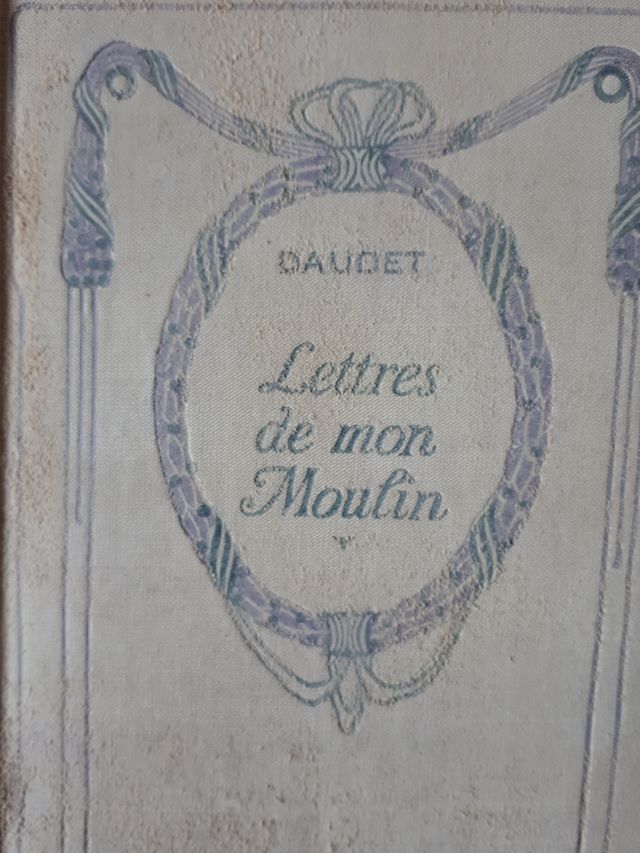 DAUDET
Lettres
de mon
Moulin